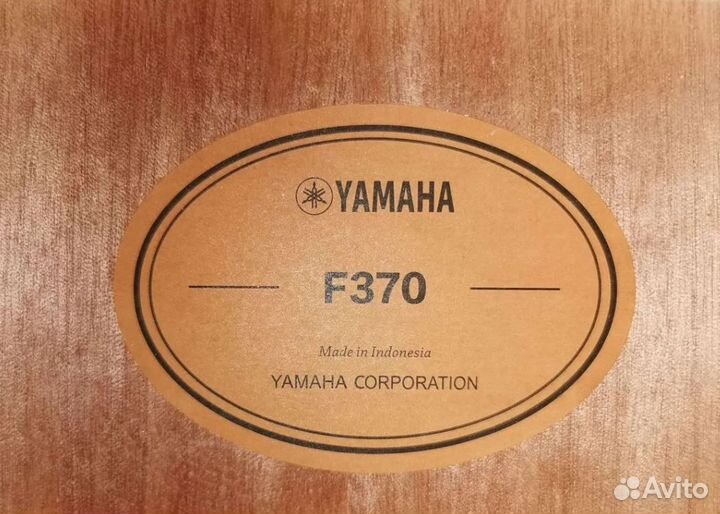 YAMAHA
F370
Made in Indonesia
YAMAHA CORPORATION
Avito